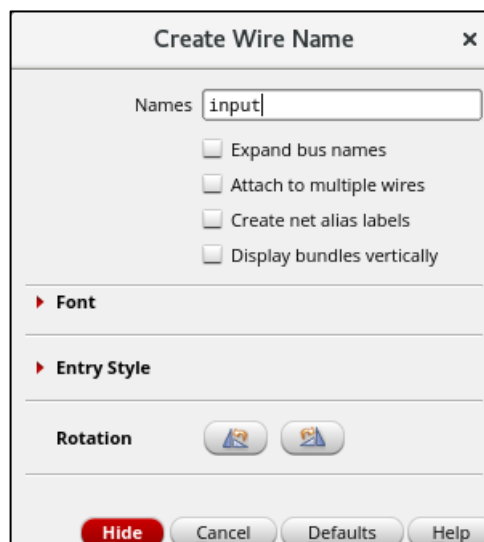 Create Wire Name ×
Names input
Expand bus names
Attach to multiple wires
Create net alias labels
Display bundles vertically
Font
Entry Style
Rotation
Hide Cancel Defaults Help